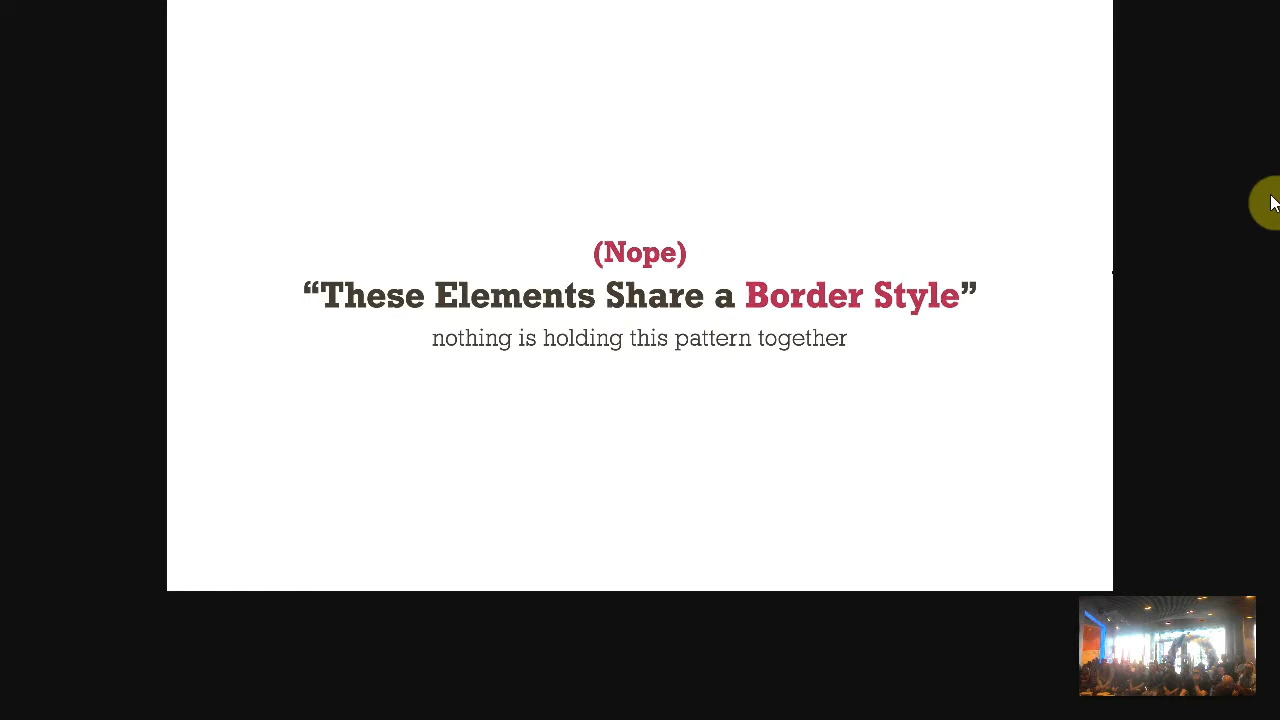 (Nope)
“These Elements Share a Border Style”
nothing is holding this pattern together